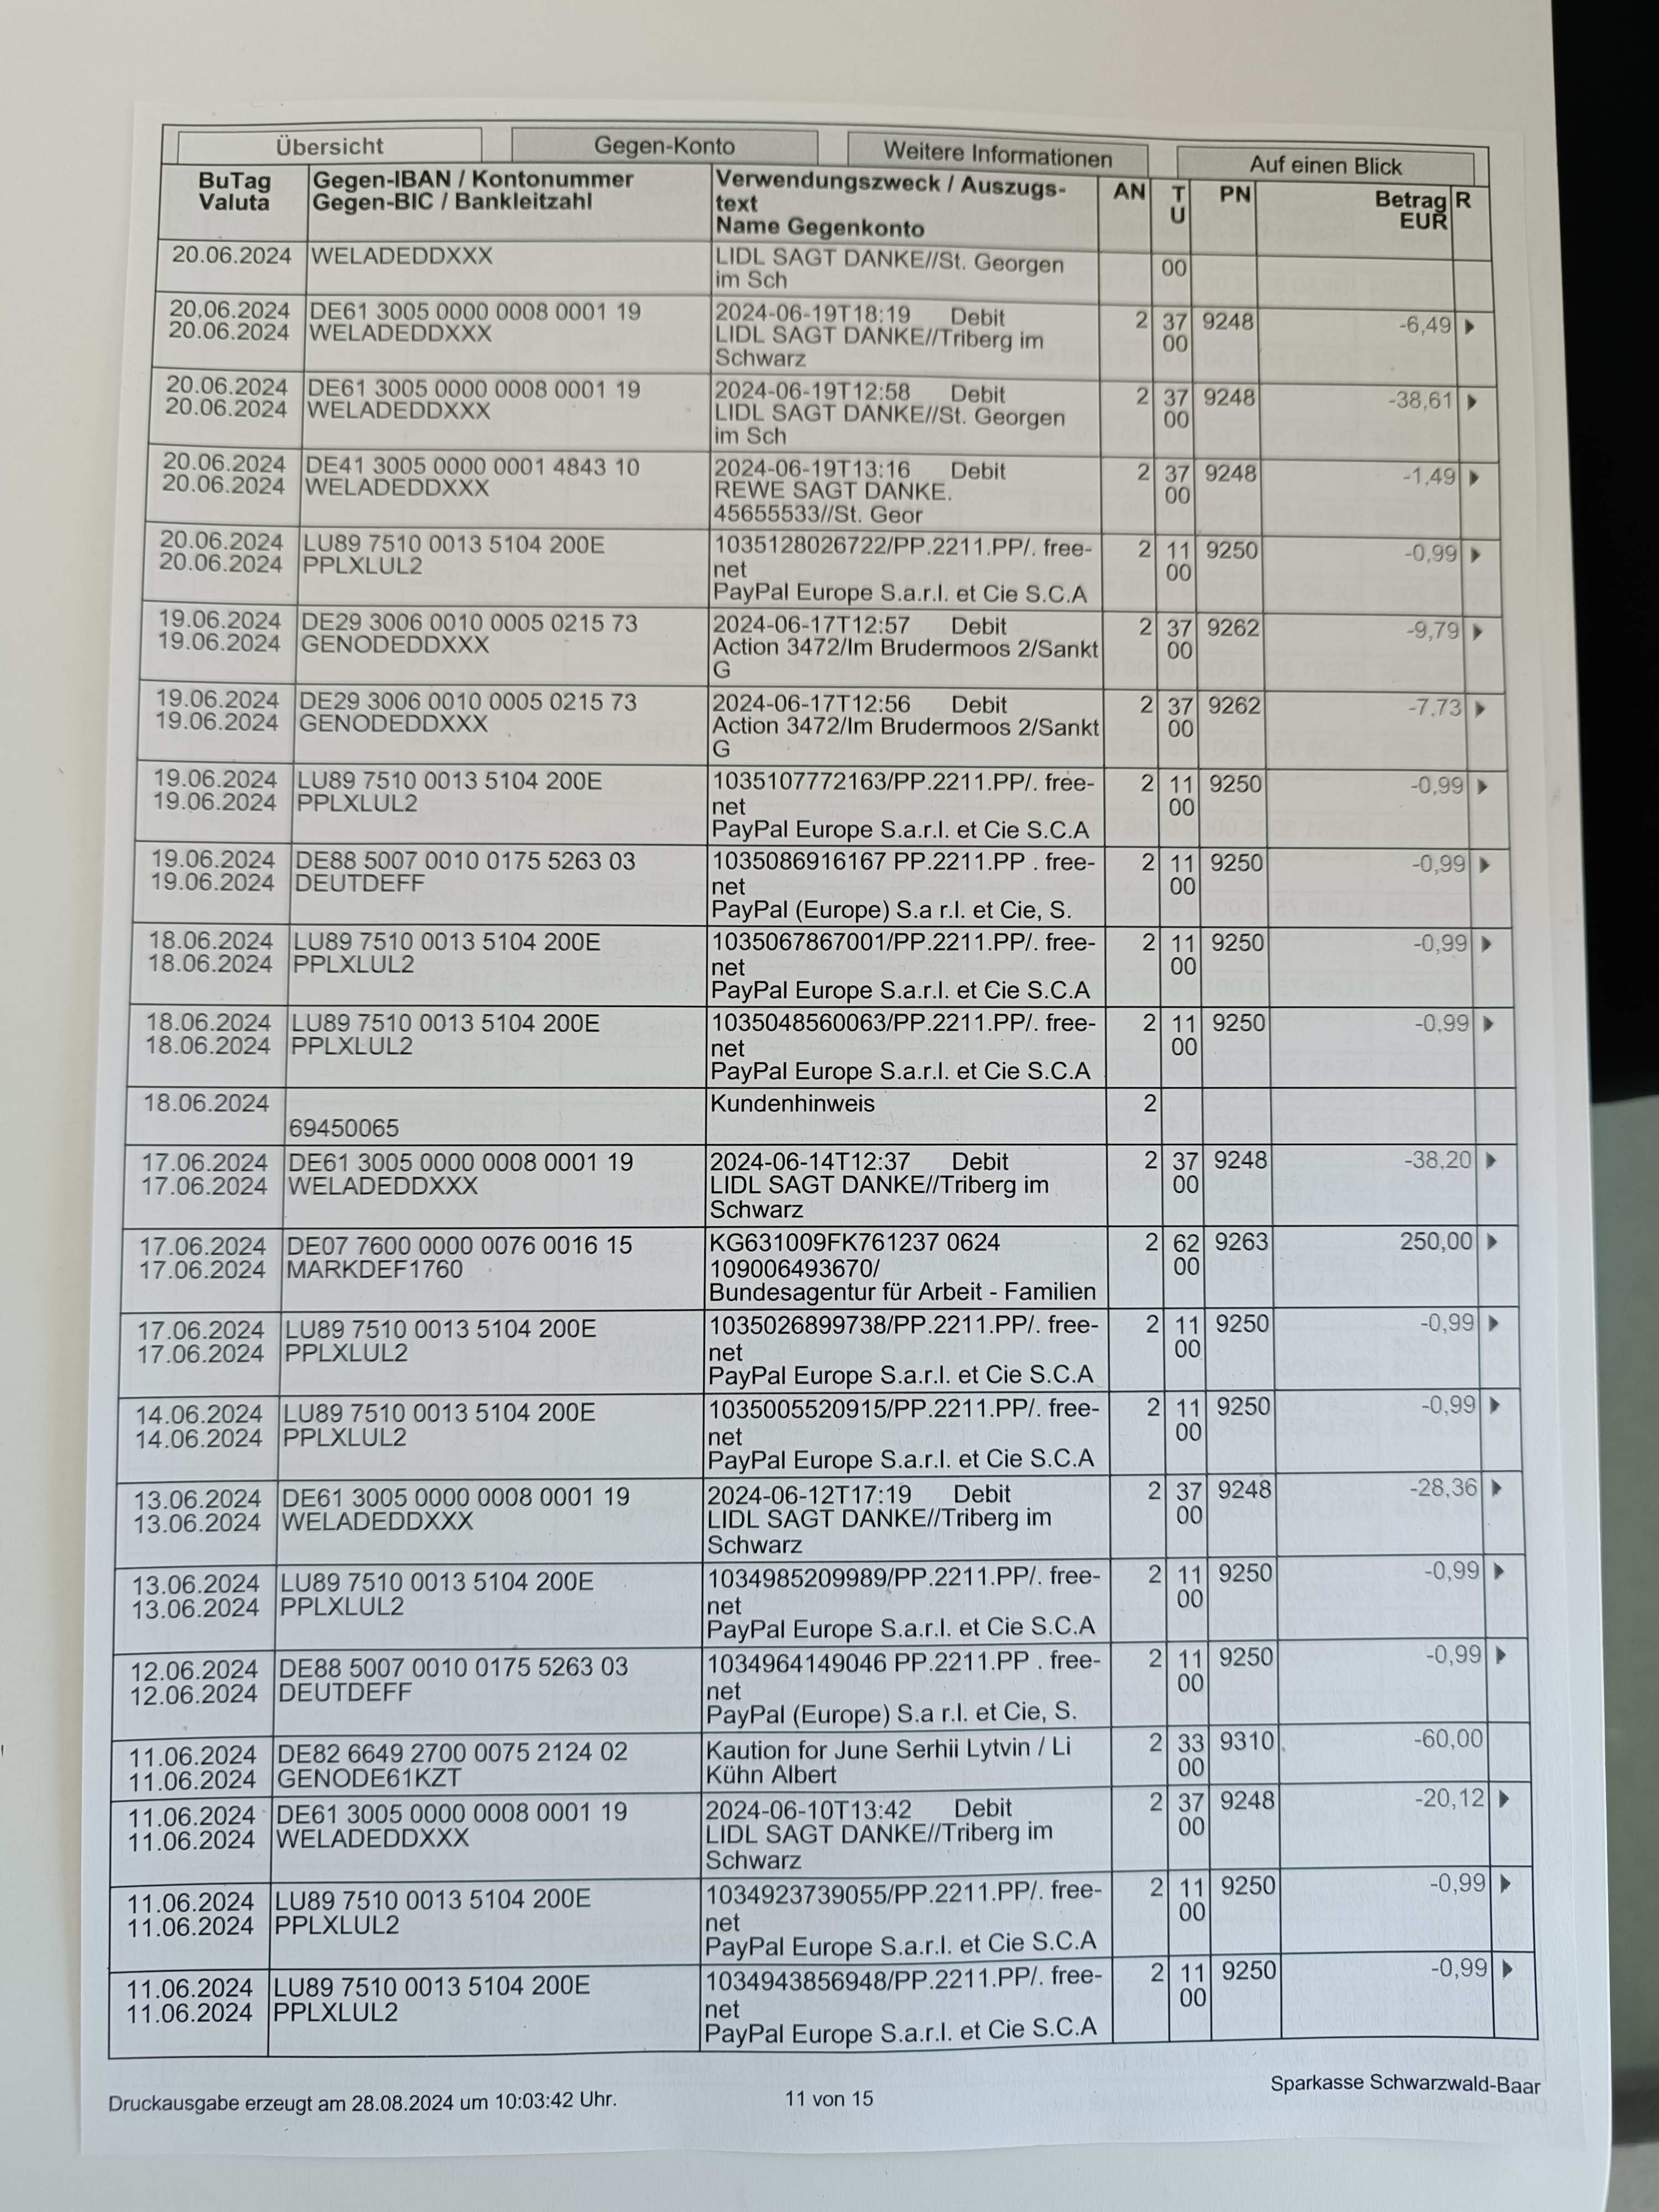 Übersicht Gegen-Konto Weitere Informationen Auf einen Blick
BuTag Gegen-IBAN / Kontonummer Verwendungszweck / Auszugs- AN T PN Betrag R
Valuta Gegen-BIC / Bankleitzahl text U EUR
Name Gegenkonto
20.06.2024 WELADEDDXXX LIDL SAGT DANKE//St. Georgen 00
im Sch
20.06.2024 DE61 3005 0000 0008 0001 19 2024-06-19T18:19 Debit 2 37 9248 -6,49
20.06.2024 WELADEDDXXX LIDL SAGT DANKE//Triberg im 00
Schwarz
20.06.2024 DE61 3005 0000 0008 0001 19 2024-06-19T12:58 Debit 2 37 9248 -38,61
20.06.2024 WELADEDDXXX LIDL SAGT DANKE//St. Georgen 00
im Sch
20.06.2024 DE41 3005 0000 0001 4843 10 2024-06-19T13:16 Debit 2 37 9248 -1,49
20.06.2024 WELADEDDXXX REWE SAGT DANKE. 00
45655533//St. Geor
20.06.2024 LU89 7510 0013 5104 200E 1035128026722/PP.2211.PP/. free- 2 11 9250 -0,99
20.06.2024 PPLXLUL2 net 00
PayPal Europe S.a.r.l. et Cie S.C.A
19.06.2024 DE29 3006 0010 0005 0215 73 2024-06-17T12:57 Debit 2 37 9262 -9,79
19.06.2024 GENODEDDXXX Action 3472/Im Brudermoos 2/Sankt 00
G
19.06.2024 DE29 3006 0010 0005 0215 73 2024-06-17T12:56 Debit 2 37 9262 -7,73
19.06.2024 GENODEDDXXX Action 3472/Im Brudermoos 2/Sankt 00
G
19.06.2024 LU89 7510 0013 5104 200E 1035107772163/PP.2211.PP/. free- 2 11 9250 -0,99
19.06.2024 PPLXLUL2 net 00
PayPal Europe S.a.r.l. et Cie S.C.A
19.06.2024 DE88 5007 0010 0175 5263 03 1035086916167 PP.2211.PP . free- 2 11 9250 -0,99
19.06.2024 DEUTDEFF net 00
PayPal (Europe) S.a r.l. et Cie, S.
18.06.2024 LU89 7510 0013 5104 200E 1035067867001/PP.2211.PP/. free- 2 11 9250 -0,99
18.06.2024 PPLXLUL2 net 00
PayPal Europe S.a.r.l. et Cie S.C.A
18.06.2024 LU89 7510 0013 5104 200E 1035048560063/PP.2211.PP/. free- 2 11 9250 -0,99
18.06.2024 PPLXLUL2 net 00
PayPal Europe S.a.r.l. et Cie S.C.A
18.06.2024 Kundenhinweis 2
69450065
17.06.2024 DE61 3005 0000 0008 0001 19 2024-06-14T12:37 Debit 2 37 9248 -38,20
17.06.2024 WELADEDDXXX LIDL SAGT DANKE//Triberg im 00
Schwarz
17.06.2024 DE07 7600 0000 0076 0016 15 KG631009FK761237 0624 2 62 9263 250,00
17.06.2024 MARKDEF1760 109006493670/ 00
Bundesagentur für Arbeit - Familien
17.06.2024 LU89 7510 0013 5104 200E 1035026899738/PP.2211.PP/. free- 2 11 9250 -0,99
17.06.2024 PPLXLUL2 net 00
PayPal Europe S.a.r.l. et Cie S.C.A
14.06.2024 LU89 7510 0013 5104 200E 1035005520915/PP.2211.PP/. free- 2 11 9250 -0,99
14.06.2024 PPLXLUL2 net 00
PayPal Europe S.a.r.l. et Cie S.C.A
13.06.2024 DE61 3005 0000 0008 0001 19 2024-06-12T17:19 Debit 2 37 9248 -28,36
13.06.2024 WELADEDDXXX LIDL SAGT DANKE//Triberg im 00
Schwarz
13.06.2024 LU89 7510 0013 5104 200E 1034985209989/PP.2211.PP/. free- 2 11 9250 -0,99
13.06.2024 PPLXLUL2 net 00
PayPal Europe S.a.r.l. et Cie S.C.A
12.06.2024 DE88 5007 0010 0175 5263 03 1034964149046 PP.2211.PP . free- 2 11 9250 -0,99
12.06.2024 DEUTDEFF net 00
PayPal (Europe) S.a r.l. et Cie, S.
11.06.2024 DE82 6649 2700 0075 2124 02 Kaution for June Serhii Lytvin / Li 2 33 9310 -60,00
11.06.2024 GENODE61KZT Kühn Albert 00
11.06.2024 DE61 3005 0000 0008 0001 19 2024-06-10T13:42 Debit 2 37 9248 -20,12
11.06.2024 WELADEDDXXX LIDL SAGT DANKE//Triberg im 00
Schwarz
11.06.2024 LU89 7510 0013 5104 200E 1034923739055/PP.2211.PP/. free- 2 11 9250 -0,99
11.06.2024 PPLXLUL2 net 00
PayPal Europe S.a.r.l. et Cie S.C.A
11.06.2024 LU89 7510 0013 5104 200E 1034943856948/PP.2211.PP/. free- 2 11 9250 -0,99
11.06.2024 PPLXLUL2 net 00
PayPal Europe S.a.r.l. et Cie S.C.A
Druckausgabe erzeugt am 28.08.2024 um 10:03:42 Uhr. 11 von 15 Sparkasse Schwarzwald-Baar